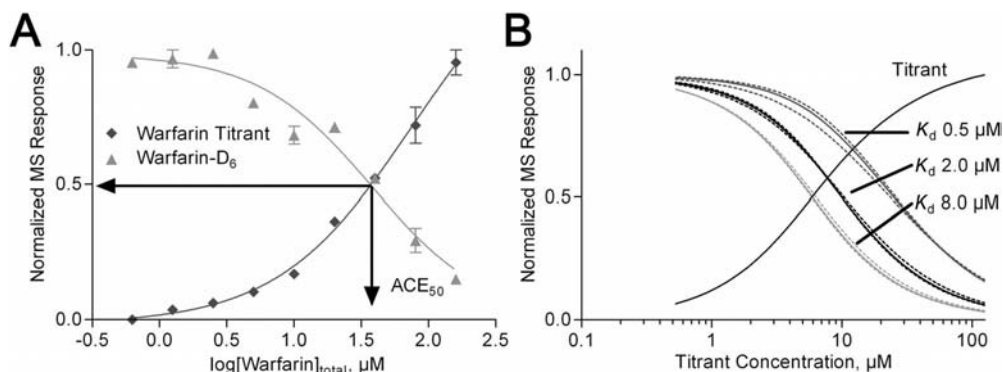 A
Normalized MS Response
1.0
0.5
0.0
Warfarin Titrant
Warfarin-D6
ACE50
-0.5 0.0 0.5 1.0 1.5 2.0 2.5
log[Warfarin]total, µM
B
Normalized MS Response
1.0
0.5
0.0
Titrant
Kd 0.5 µM
Kd 2.0 µM
Kd 8.0 µM
0.1 1 10 100
Titrant Concentration, µM